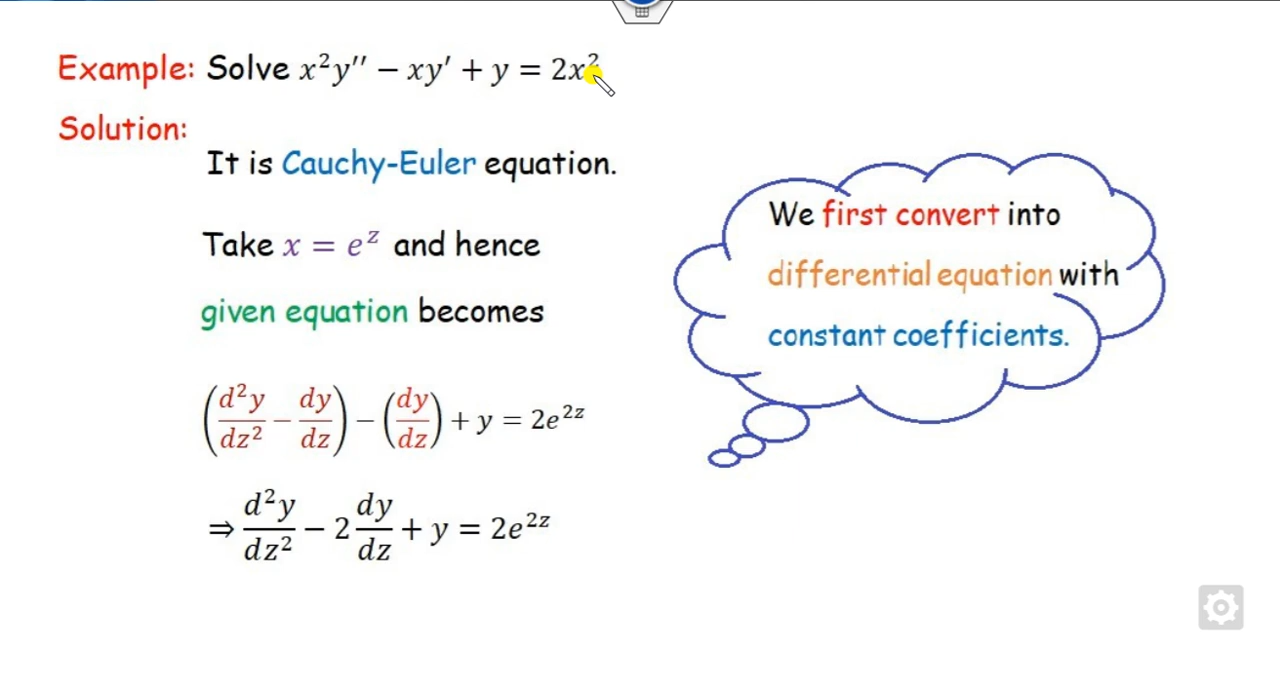 Example: Solve x²y′′ − xy′ + y = 2x²
Solution:
It is Cauchy-Euler equation.
Take x = e^z and hence
given equation becomes
(d²y/dz² − dy/dz) − (dy/dz) + y = 2e^{2z}
⇒ d²y/dz² − 2 dy/dz + y = 2e^{2z}
We first convert into
differential equation with
constant coefficients.